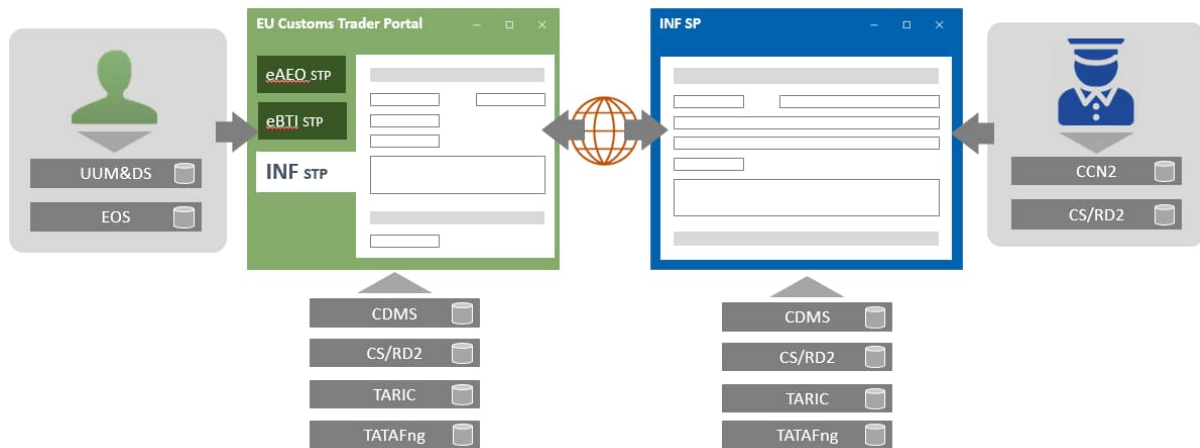 EU Customs Trader Portal
INF SP
eAEO STP
eBTI STP
INF STP
UUM&DS
EOS
CCN2
CS/RD2
CDMS
CS/RD2
TARIC
TATAFng
CDMS
CS/RD2
TARIC
TATAFng